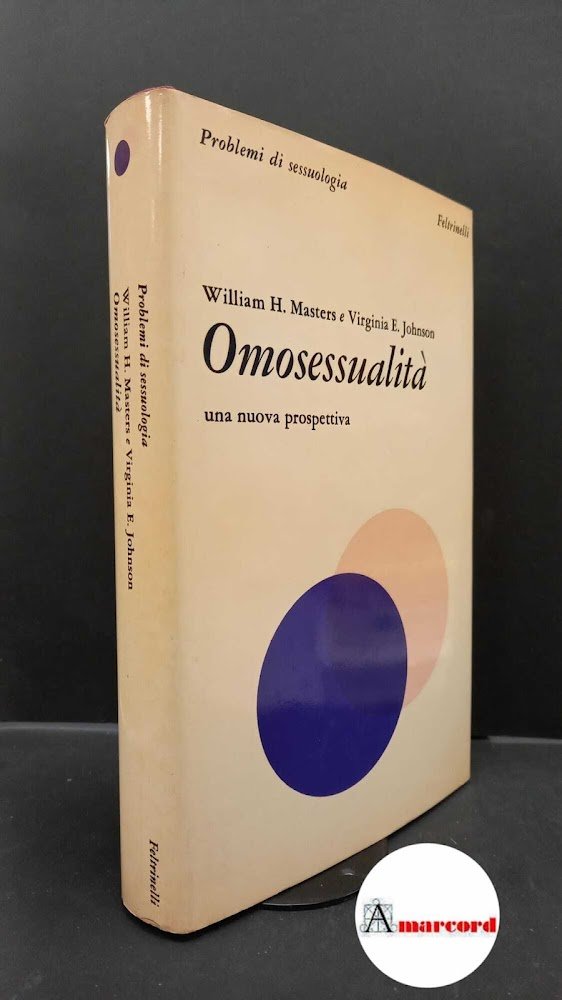 Problemi di sessuologia
Feltrinelli
William H. Masters e Virginia E. Johnson
Omosessualità
una nuova prospettiva
Problemi di sessuologia
William H. Masters e Virginia E. Johnson
Omosessualità
Feltrinelli
Amarcord